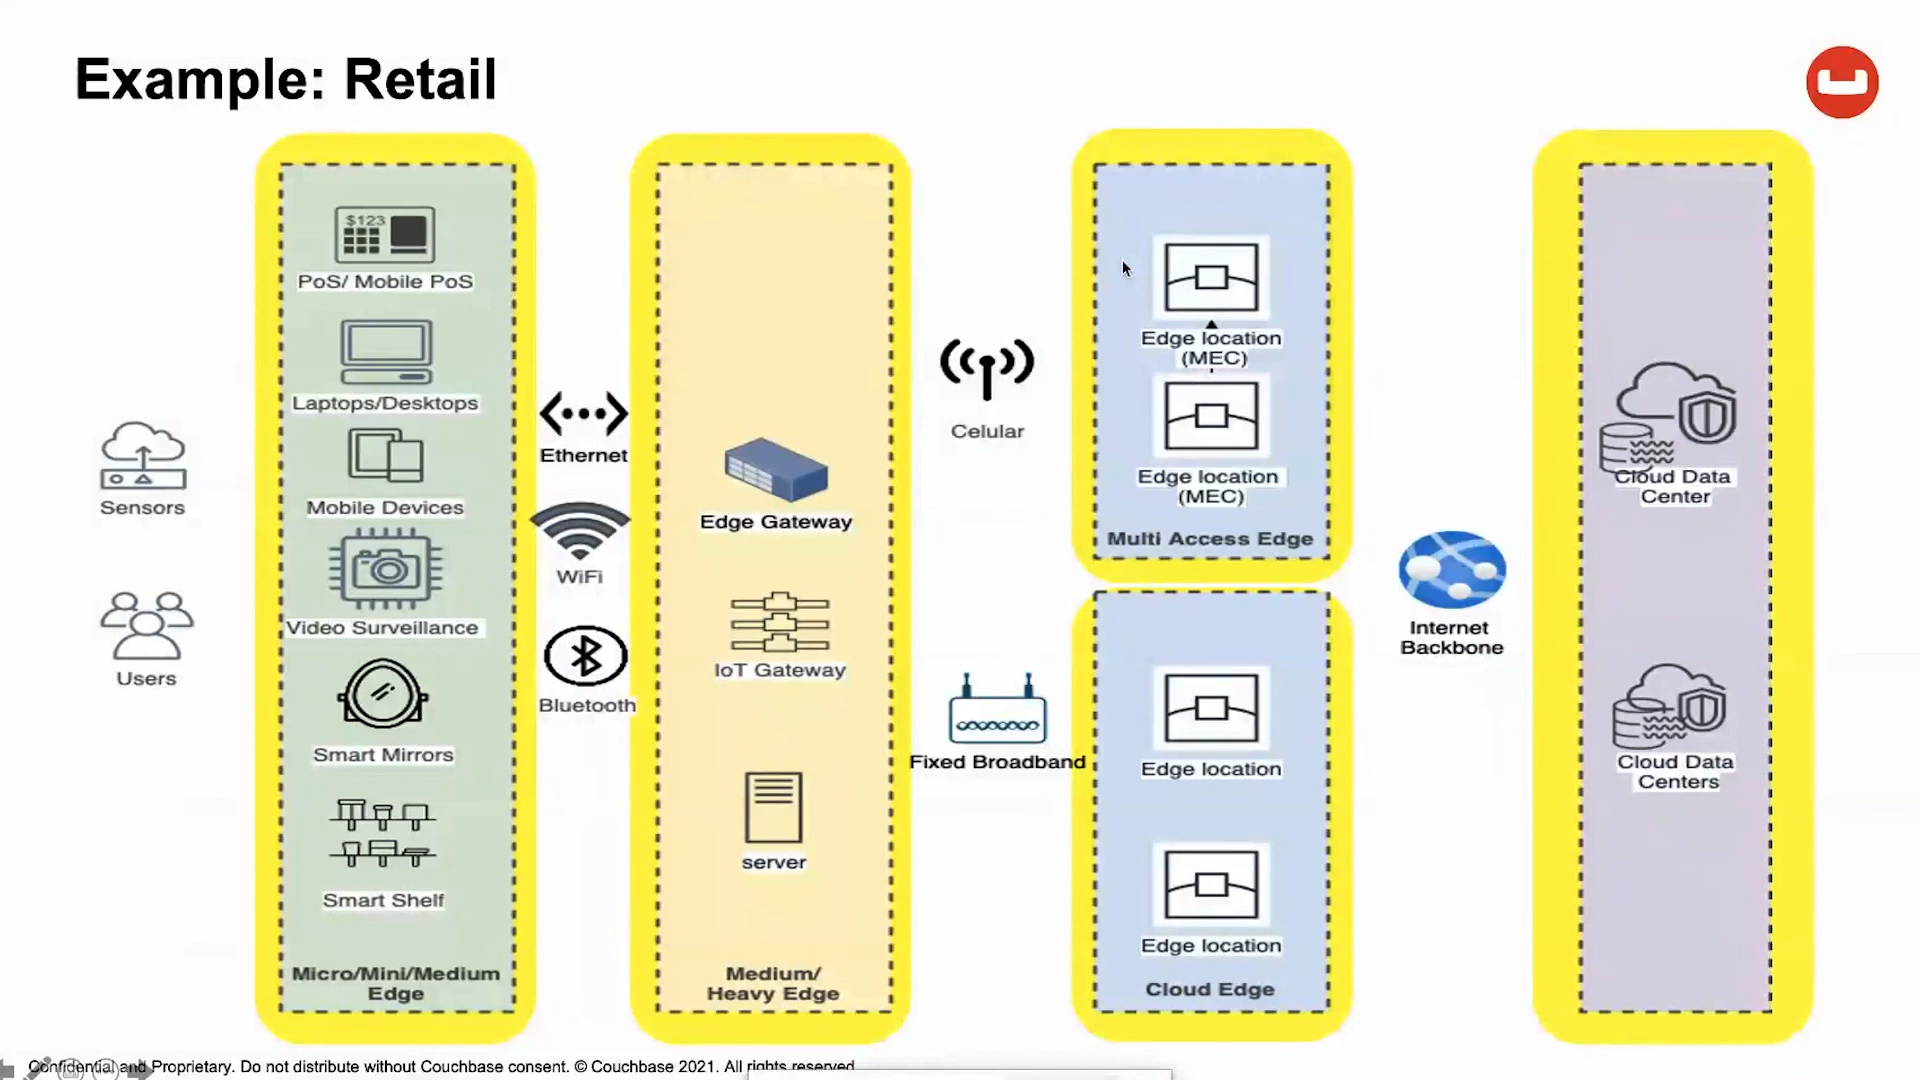 Example: Retail
Sensors
Users
$123
PoS/ Mobile PoS
Laptops/Desktops
Mobile Devices
Video Surveillance
Smart Mirrors
Smart Shelf
Micro/Mini/Medium
Edge
Ethernet
WiFi
Bluetooth
Edge Gateway
IoT Gateway
server
Medium/
Heavy Edge
Celular
Fixed Broadband
Edge location
(MEC)
Edge location
(MEC)
Multi Access Edge
Edge location
Edge location
Cloud Edge
Internet
Backbone
Cloud Data
Center
Cloud Data
Centers
Confidential and Proprietary. Do not distribute without Couchbase consent. © Couchbase 2021. All rights reserved.